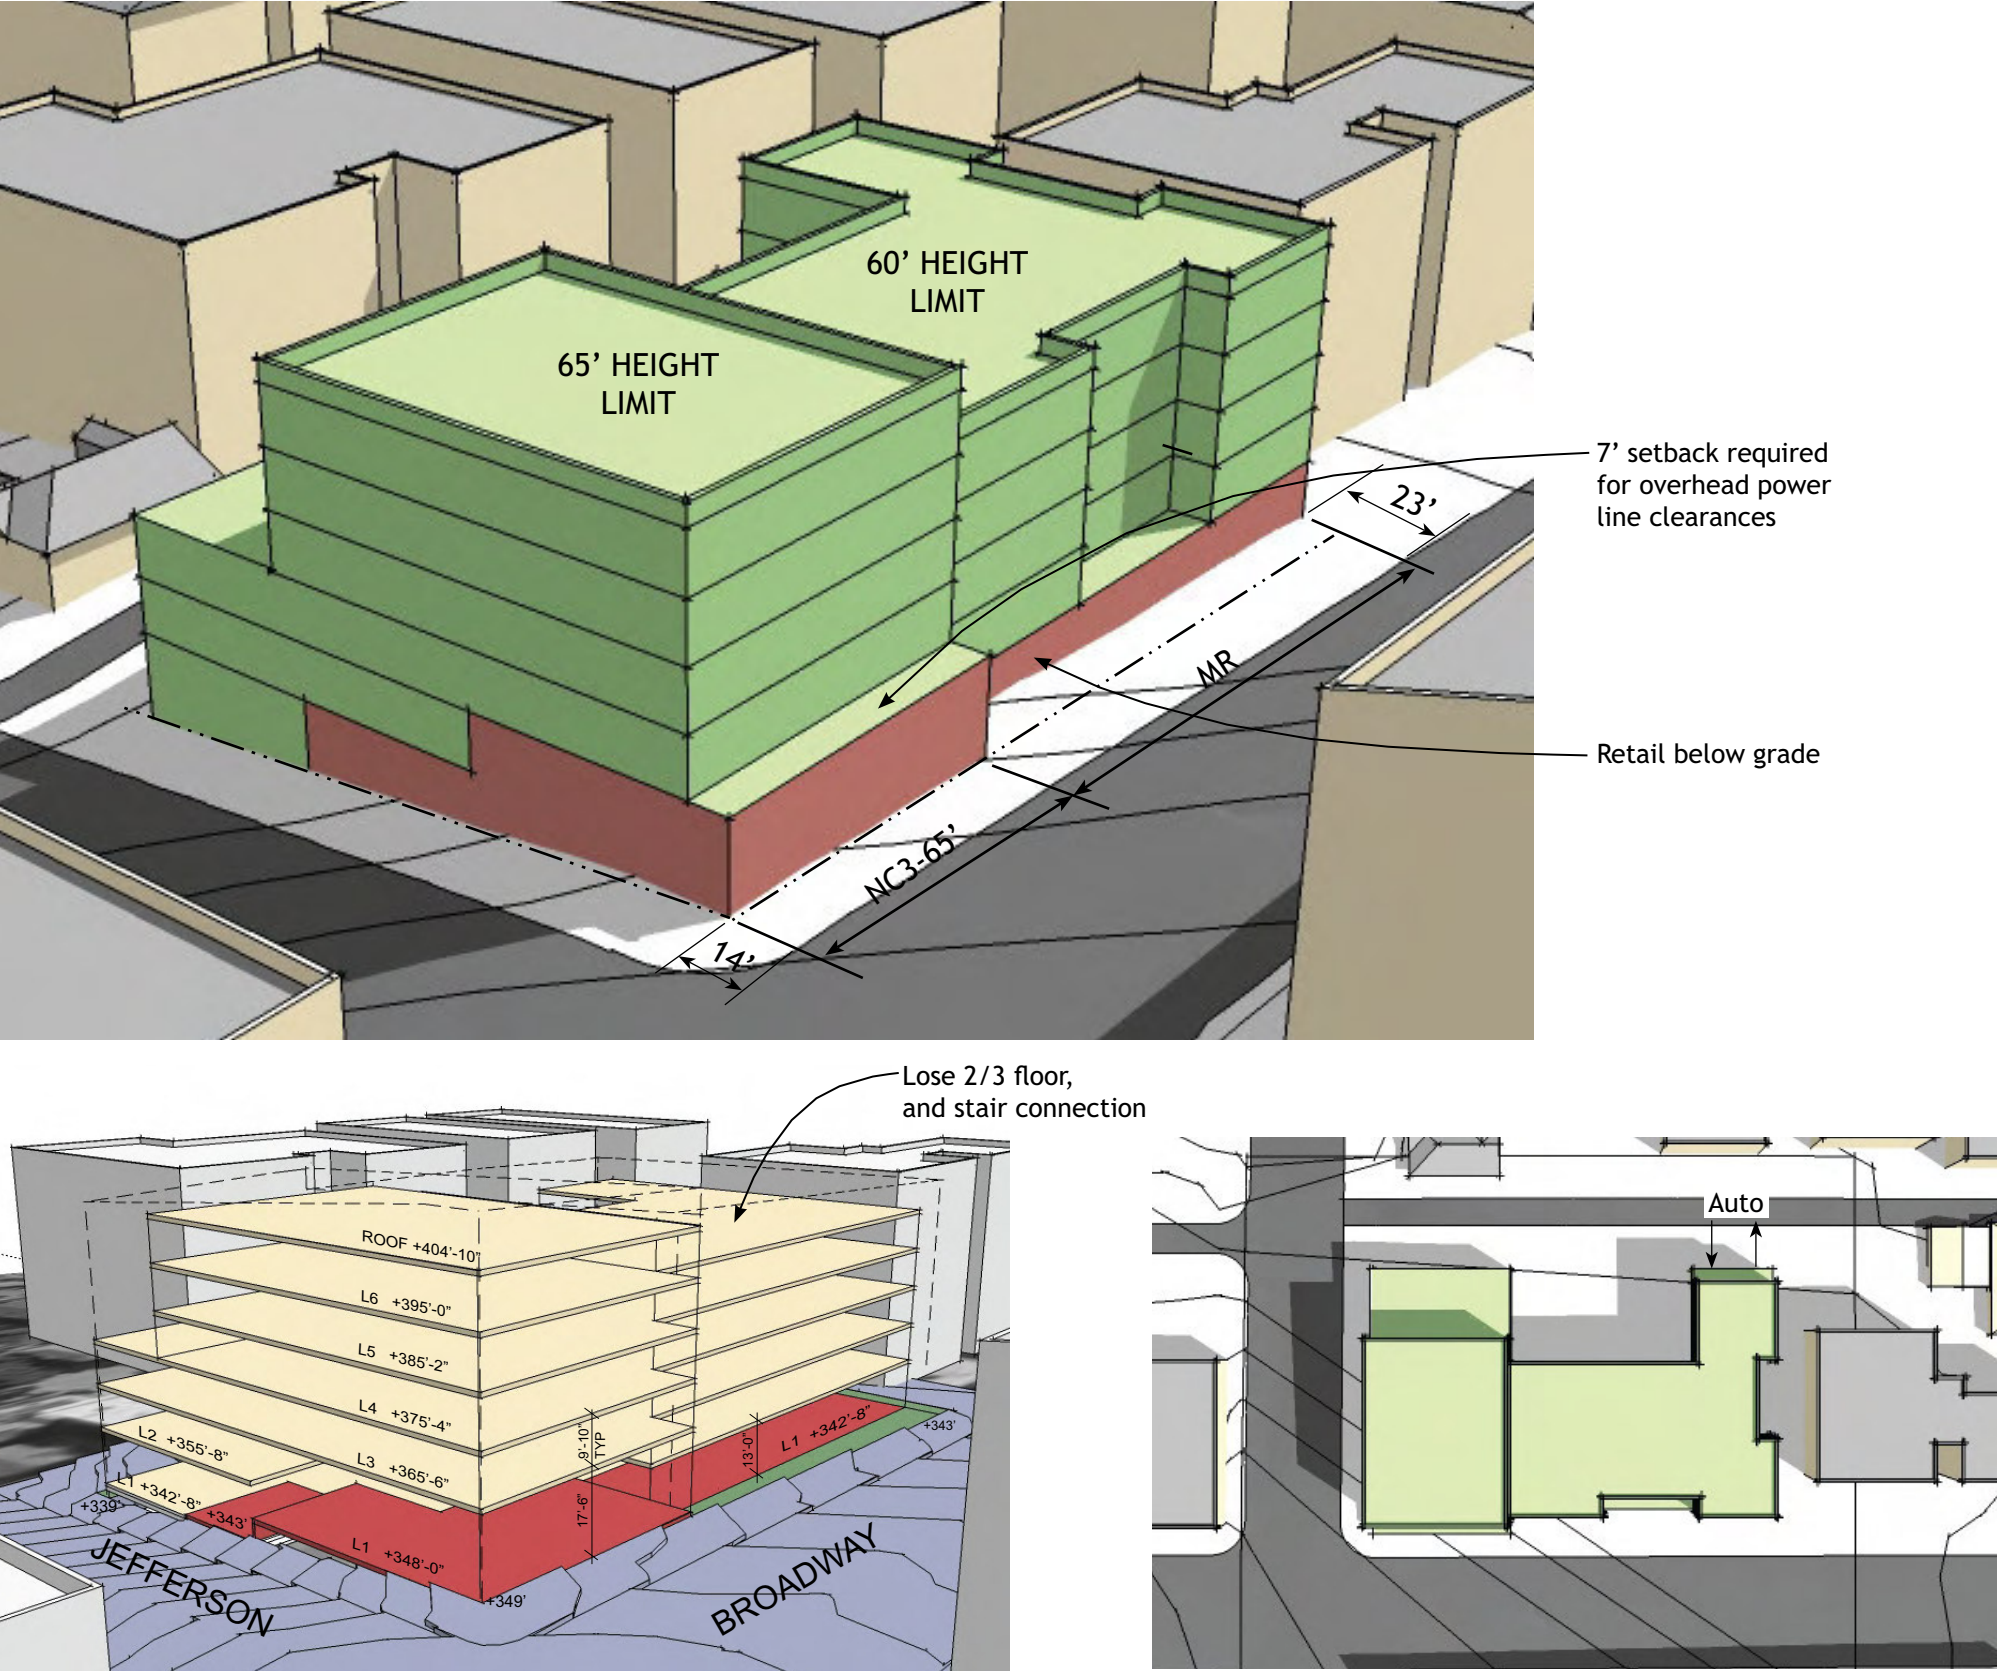 60’ HEIGHT
LIMIT
65’ HEIGHT
LIMIT
7’ setback required
for overhead power
line clearances
23’
MR
Retail below grade
NC3-65’
14’
Lose 2/3 floor,
and stair connection
ROOF +404’-10”
L6 +395’-0”
L5 +385’-2”
L4 +375’-4”
L3 +365’-6”
L2 +355’-8”
L1 +342’-8”
+339’
+343’
L1 +348’-0”
+349’
9’-10”
TYP
17’-6”
13’-0”
L1 +342’-8”
+343’
JEFFERSON
BROADWAY
Auto